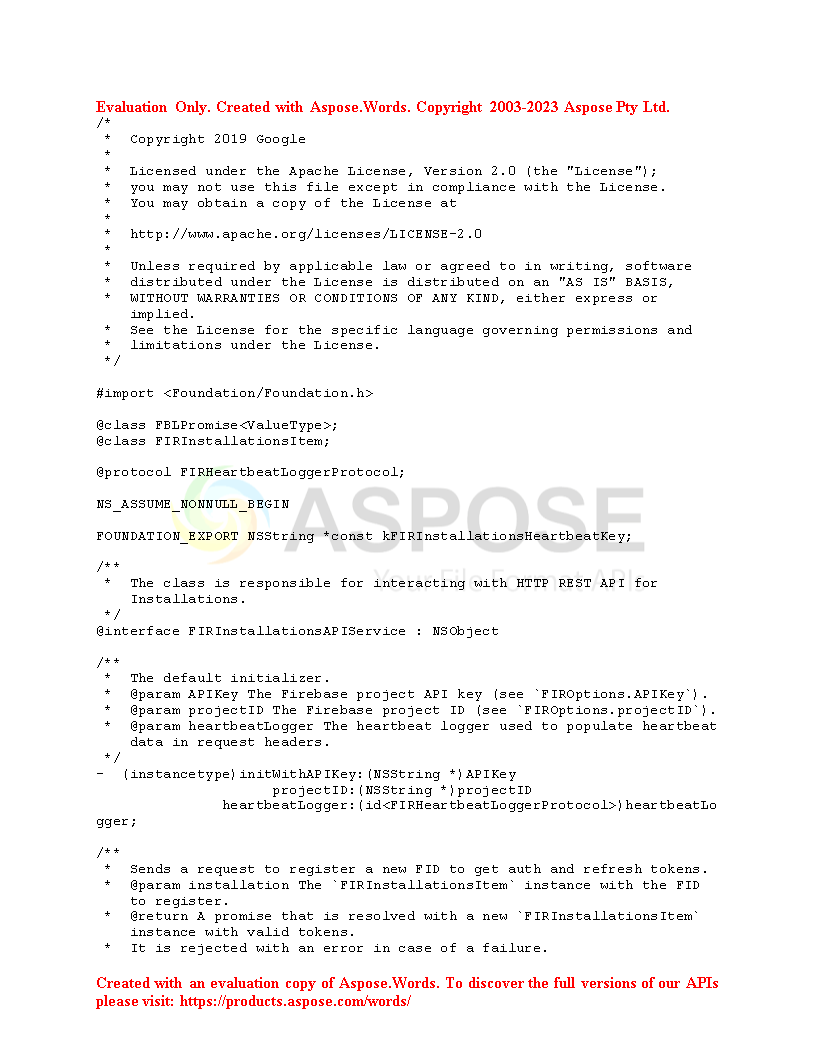 Evaluation Only. Created with Aspose.Words. Copyright 2003-2023 Aspose Pty Ltd.
/*
 * Copyright 2019 Google
 *
 * Licensed under the Apache License, Version 2.0 (the "License");
 * you may not use this file except in compliance with the License.
 * You may obtain a copy of the License at
 *
 * http://www.apache.org/licenses/LICENSE-2.0
 *
 * Unless required by applicable law or agreed to in writing, software
 * distributed under the License is distributed on an "AS IS" BASIS,
 * WITHOUT WARRANTIES OR CONDITIONS OF ANY KIND, either express or
   implied.
 * See the License for the specific language governing permissions and
 * limitations under the License.
 */
#import <Foundation/Foundation.h>
@class FBLPromise<ValueType>;
@class FIRInstallationsItem;
@protocol FIRHeartbeatLoggerProtocol;
NS_ASSUME_NONNULL_BEGIN
ASPOSE
FOUNDATION_EXPORT NSString *const kFIRInstallationsHeartbeatKey;
/**
Your File Format APIs
 * The class is responsible for interacting with HTTP REST API for
   Installations.
 */
@interface FIRInstallationsAPIService : NSObject
/**
 * The default initializer.
 * @param APIKey The Firebase project API key (see `FIROptions.APIKey`).
 * @param projectID The Firebase project ID (see `FIROptions.projectID`).
 * @param heartbeatLogger The heartbeat logger used to populate heartbeat
   data in request headers.
 */
- (instancetype)initWithAPIKey:(NSString *)APIKey
                     projectID:(NSString *)projectID
               heartbeatLogger:(id<FIRHeartbeatLoggerProtocol>)heartbeatLo
gger;
/**
 * Sends a request to register a new FID to get auth and refresh tokens.
 * @param installation The `FIRInstallationsItem` instance with the FID
   to register.
 * @return A promise that is resolved with a new `FIRInstallationsItem`
   instance with valid tokens.
 * It is rejected with an error in case of a failure.
Created with an evaluation copy of Aspose.Words. To discover the full versions of our APIs
please visit: https://products.aspose.com/words/